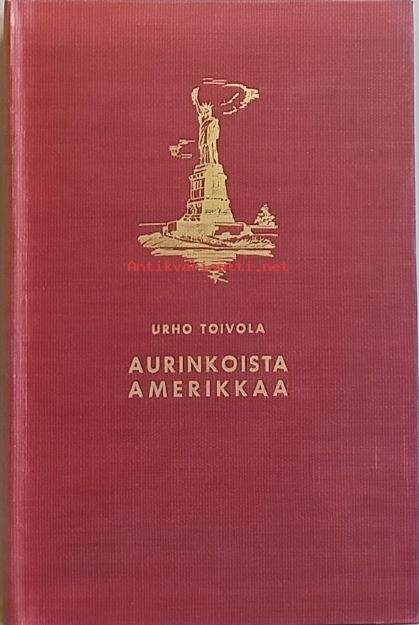 Antikvariaatti.net
URHO TOIVOLA
AURINKOISTA
AMERIKKAA